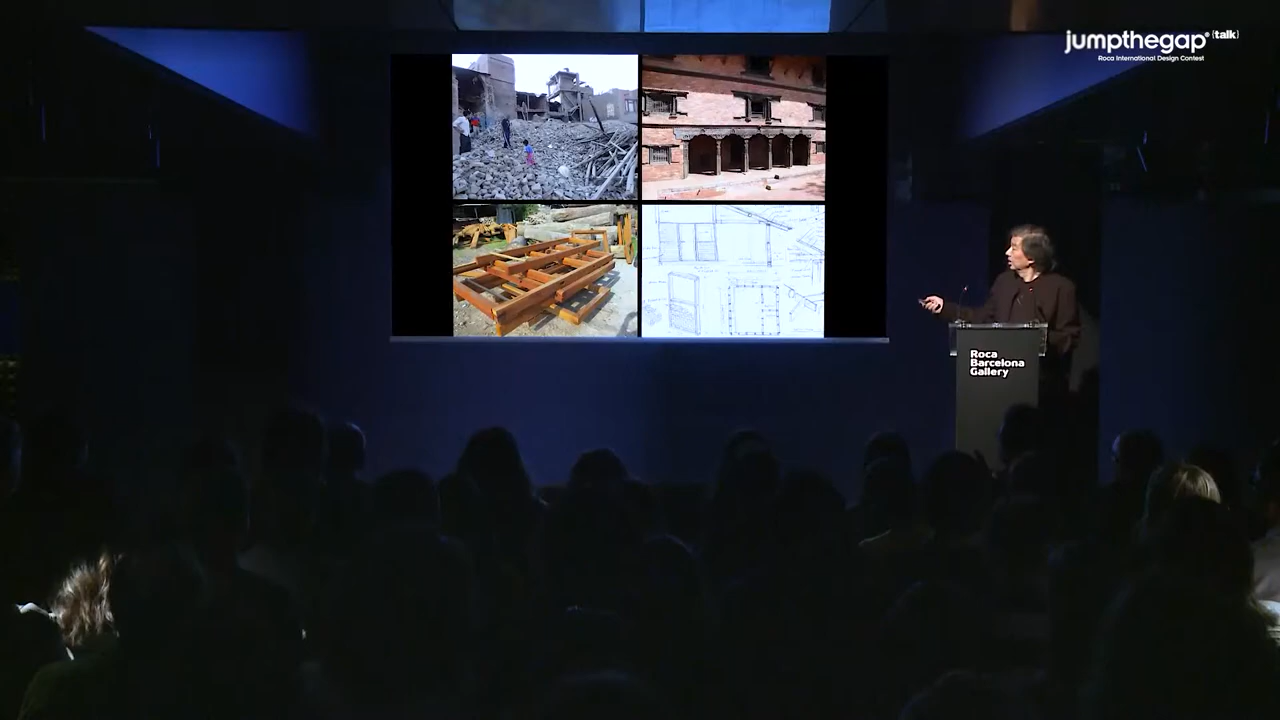 jumpthegap® {talk}
Roca International Design Contest
Roca
Barcelona
Gallery